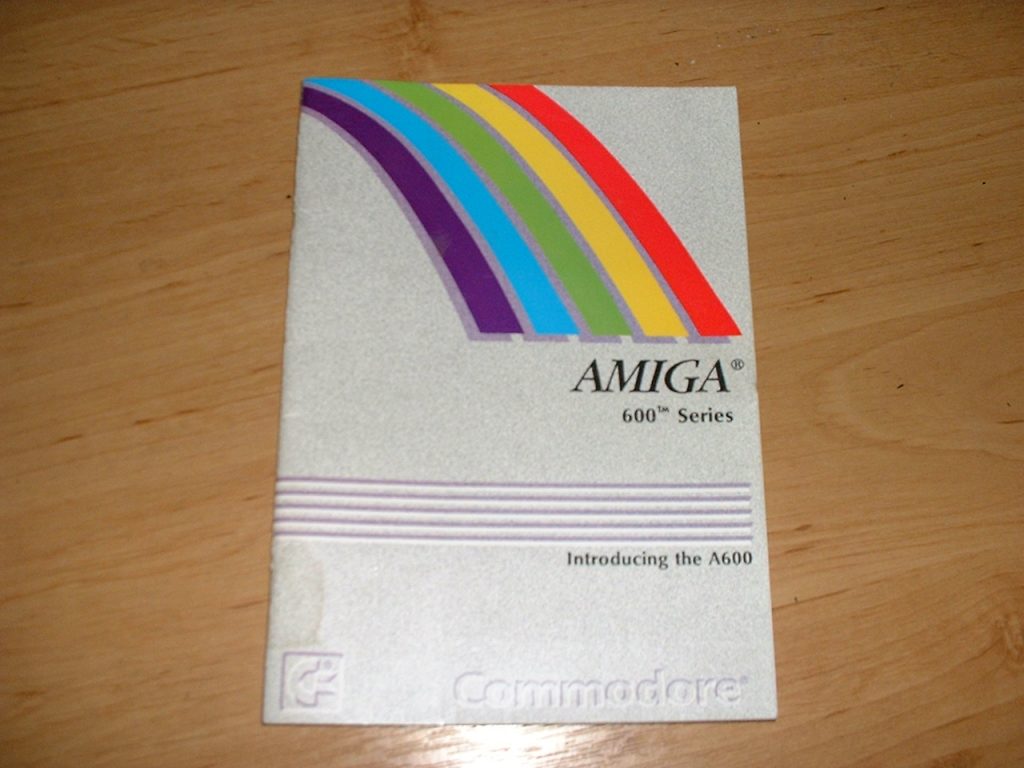 AMIGA®
600™ Series
Introducing the A600
Commodore®